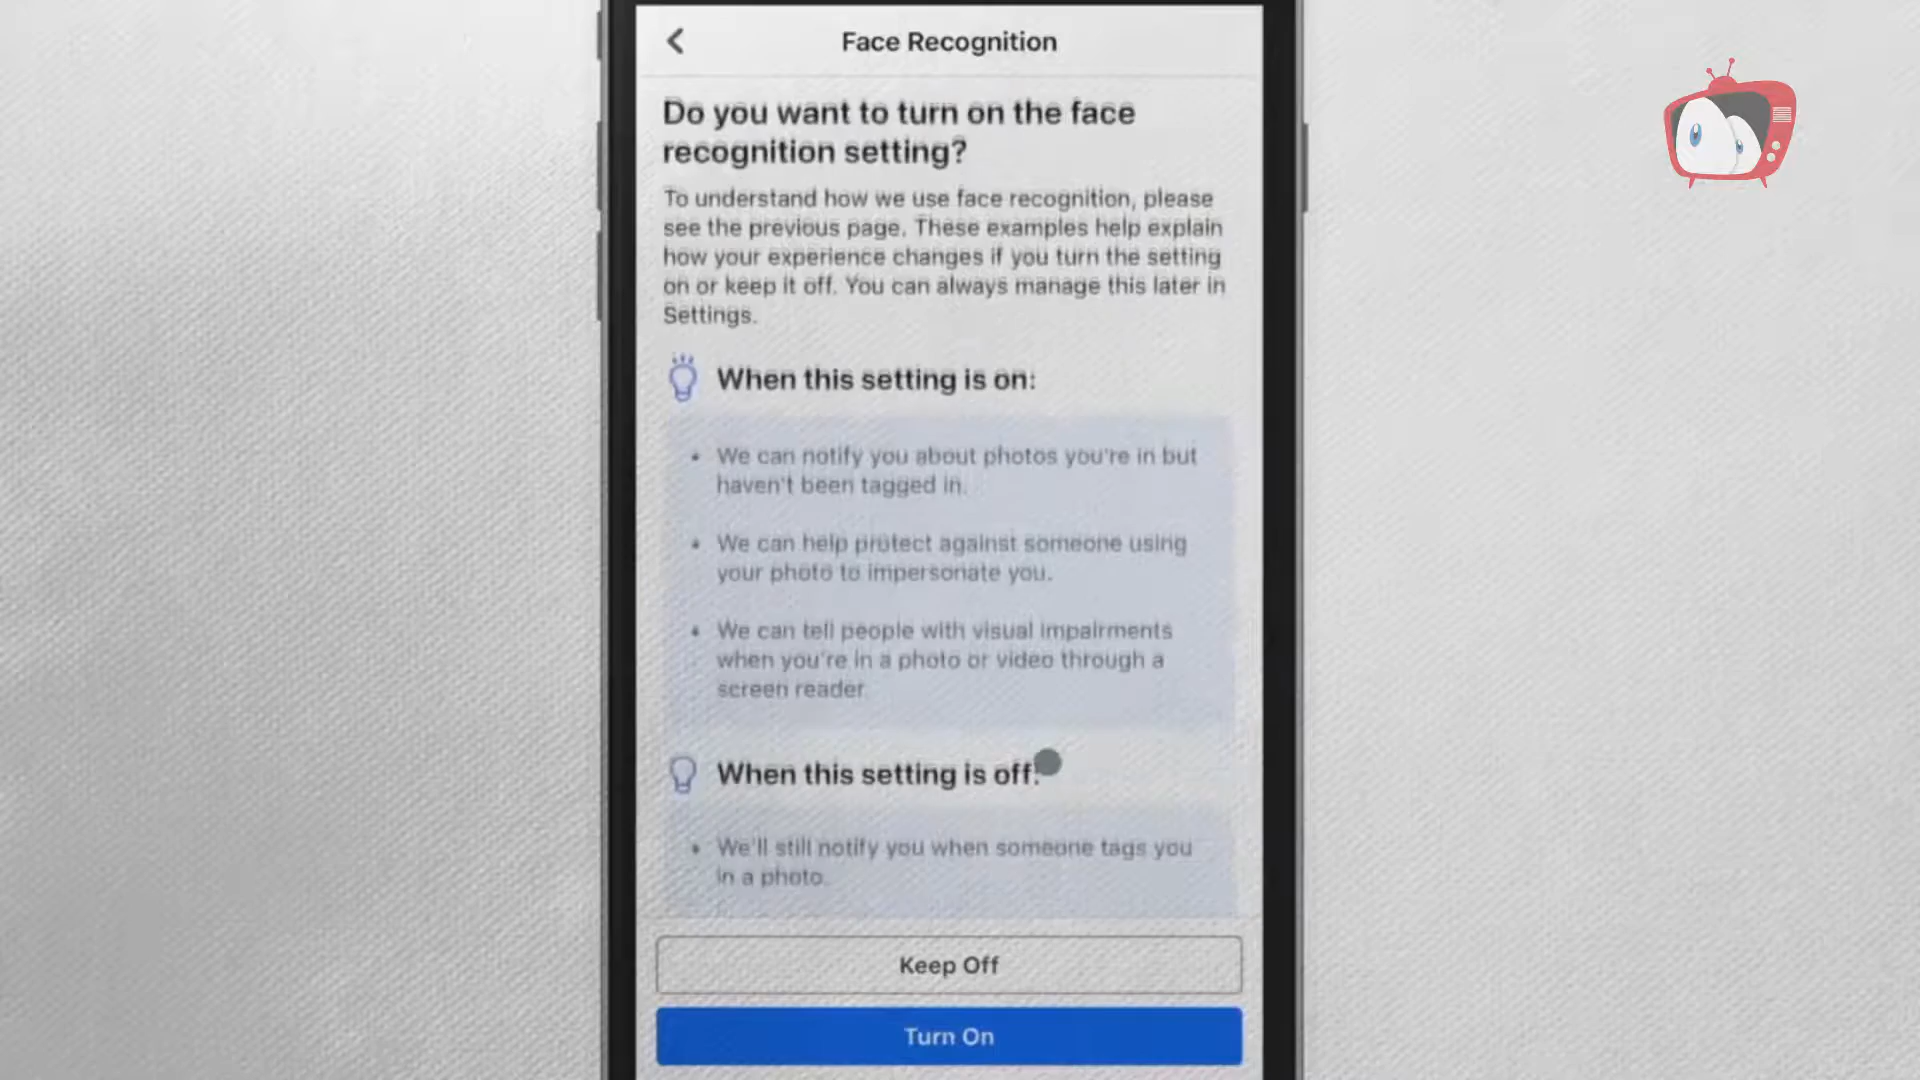 Face Recognition
Do you want to turn on the face
recognition setting?
To understand how we use face recognition, please
see the previous page. These examples help explain
how your experience changes if you turn the setting
on or keep it off. You can always manage this later in
Settings.
When this setting is on:
• We can notify you about photos you're in but
haven't been tagged in.
• We can help protect against someone using
your photo to impersonate you.
• We can tell people with visual impairments
when you're in a photo or video through a
screen reader.
When this setting is off:
• We'll still notify you when someone tags you
in a photo.
Keep Off
Turn On